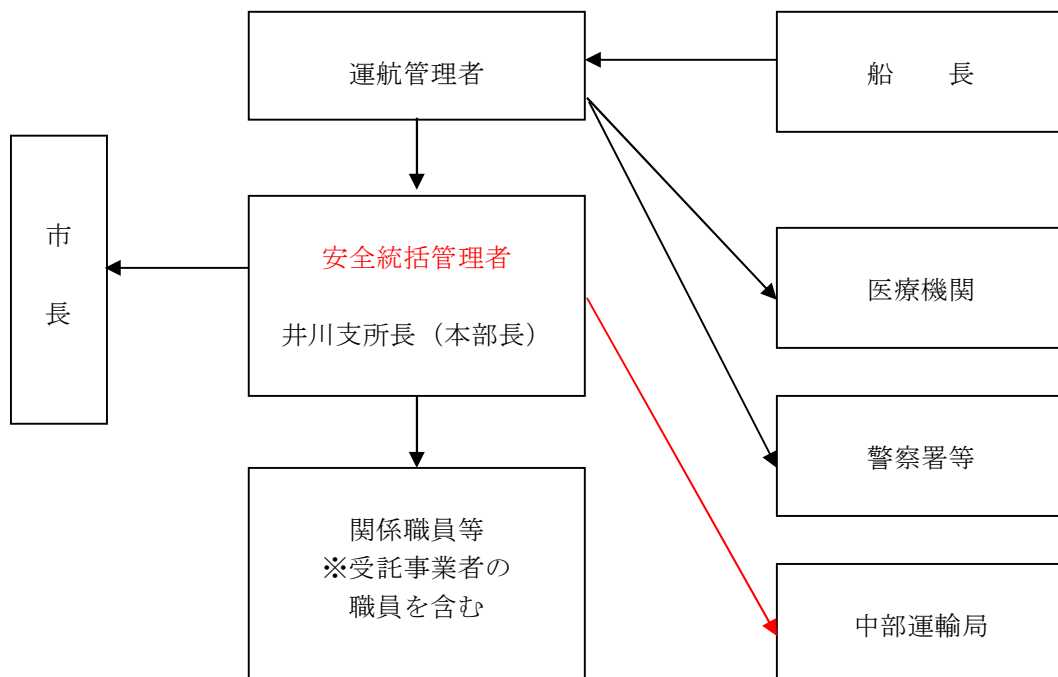 運航管理者
船　　長
市
長
安全統括管理者
井川支所長（本部長）
医療機関
警察署等
関係職員等
※受託事業者の
職員を含む
中部運輸局